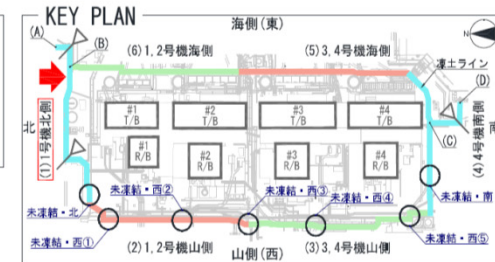 KEY PLAN
海側(東)
N
(A)
(B)
(6)1,2号機海側
(5)3,4号機海側
凍土ライン
(D)
(1)1号機北側
北
#1 T/B
#2 T/B
#3 T/B
#4 T/B
(C)
南
(4)4号機南側
#1 R/B
#2 R/B
#3 R/B
#4 R/B
未凍結・北
未凍結・西②
未凍結・西③
未凍結・西④
未凍結・南
未凍結・西①
(2)1,2号機山側
(3)3,4号機山側
未凍結・西⑤
山側(西)